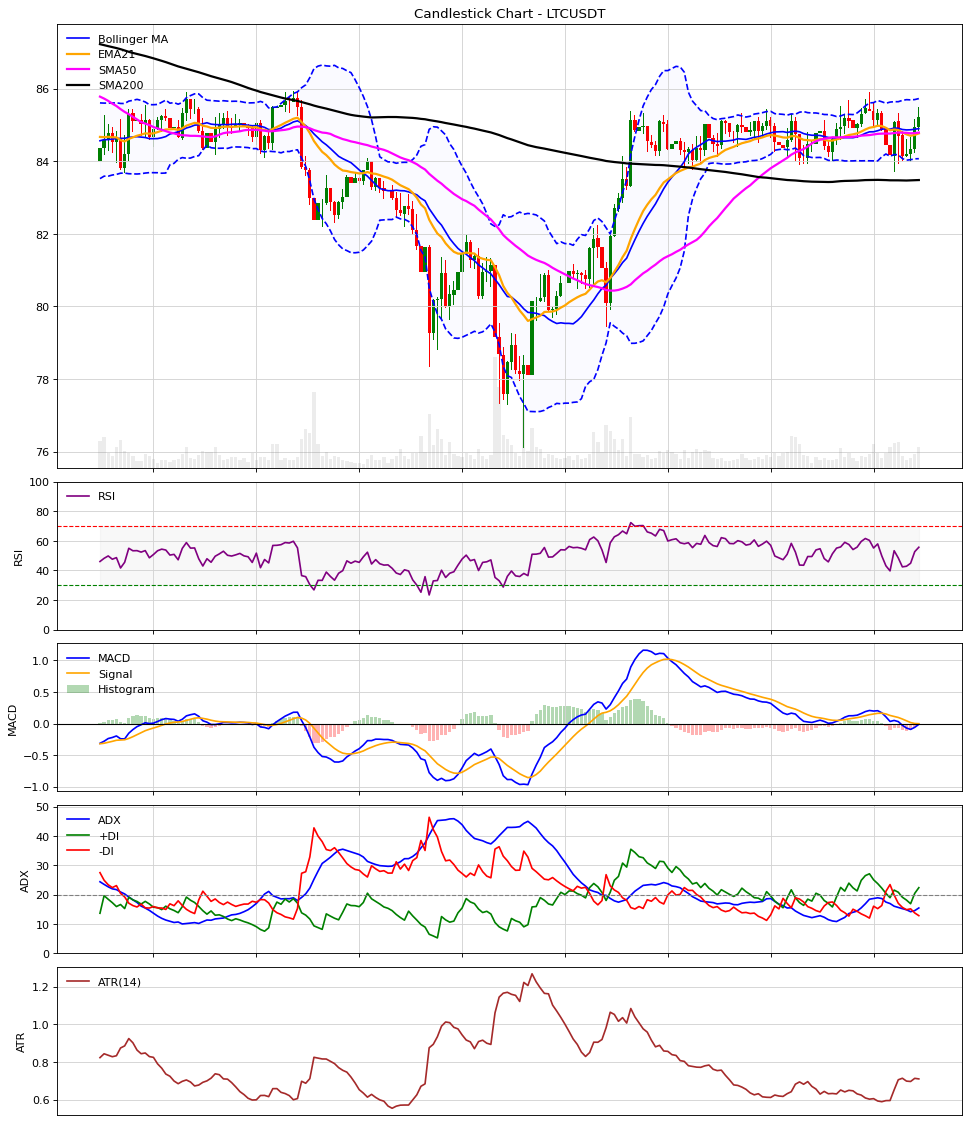 Candlestick Chart - LTCUSDT
Bollinger MA
EMA21
SMA50
SMA200
86
84
82
80
78
76
RSI
100
80
60
40
20
0
RSI
MACD
Signal
Histogram
1.0
0.5
0.0
−0.5
−1.0
MACD
ADX
+DI
-DI
50
40
30
20
10
0
ADX
ATR(14)
1.2
1.0
0.8
0.6
ATR